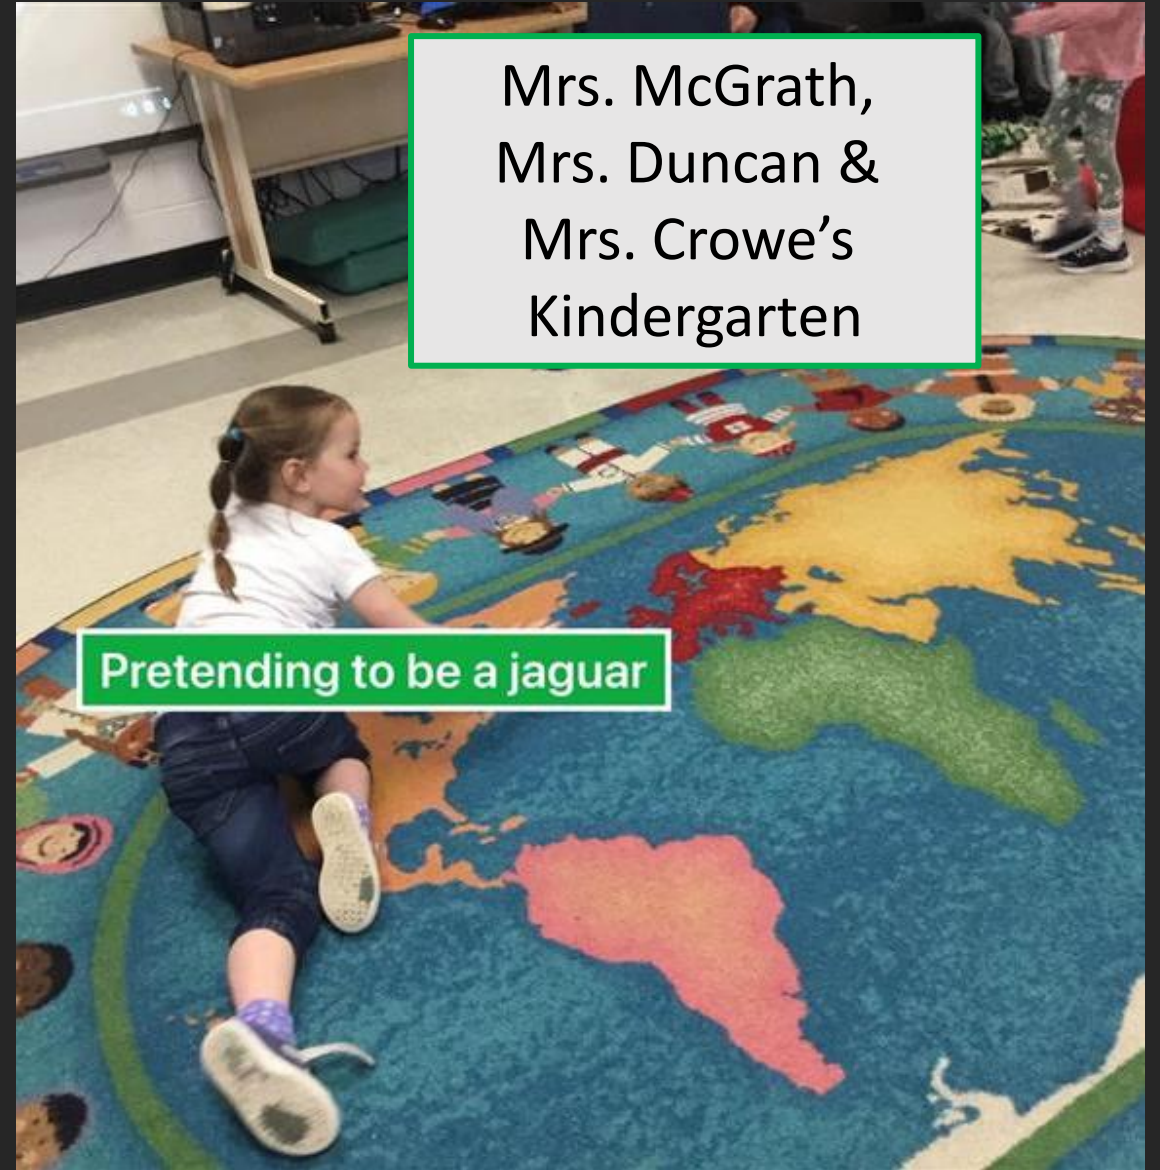 Mrs. McGrath,
Mrs. Duncan &
Mrs. Crowe’s
Kindergarten
Pretending to be a jaguar